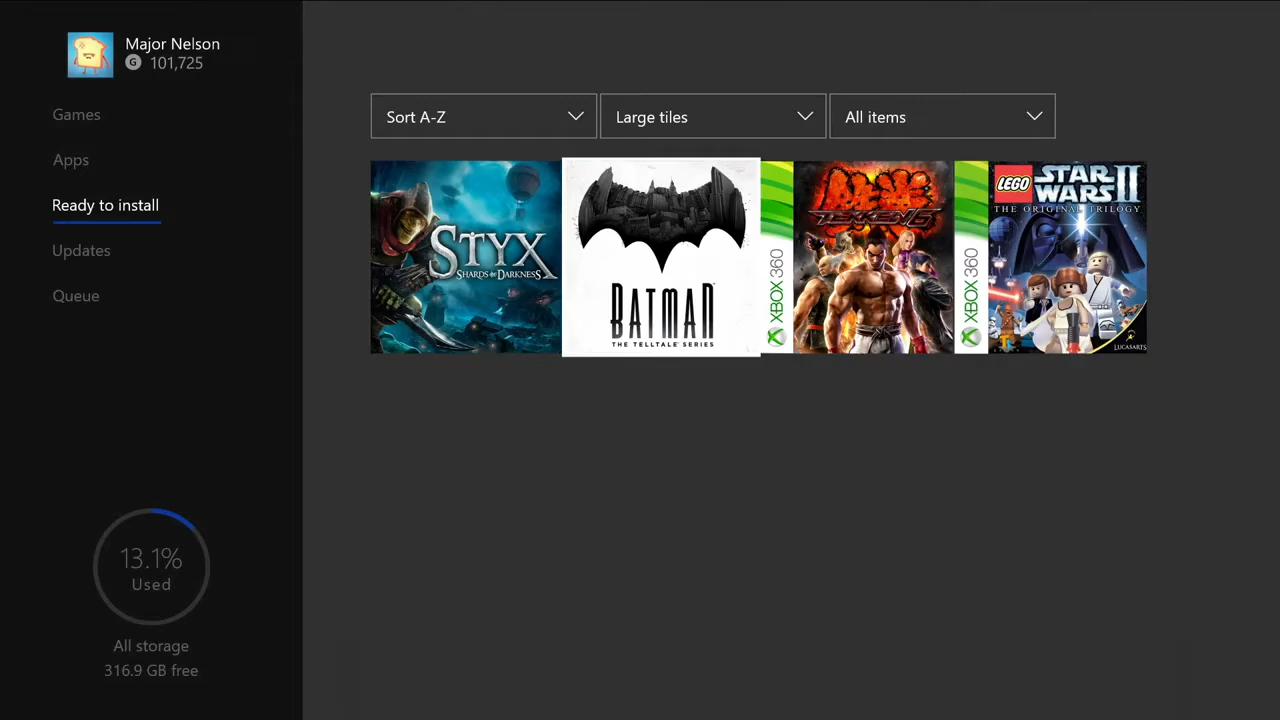 Major Nelson
G 101,725
Games
Apps
Ready to install
Updates
Queue
13.1%
Used
All storage
316.9 GB free
Sort A-Z
Large tiles
All items
STYX
SHARDS OF DARKNESS
BATMAN
THE TELLTALE SERIES
XBOX 360
TEKKEN 6
XBOX 360
LEGO STAR WARS II
THE ORIGINAL TRILOGY
LUCASARTS